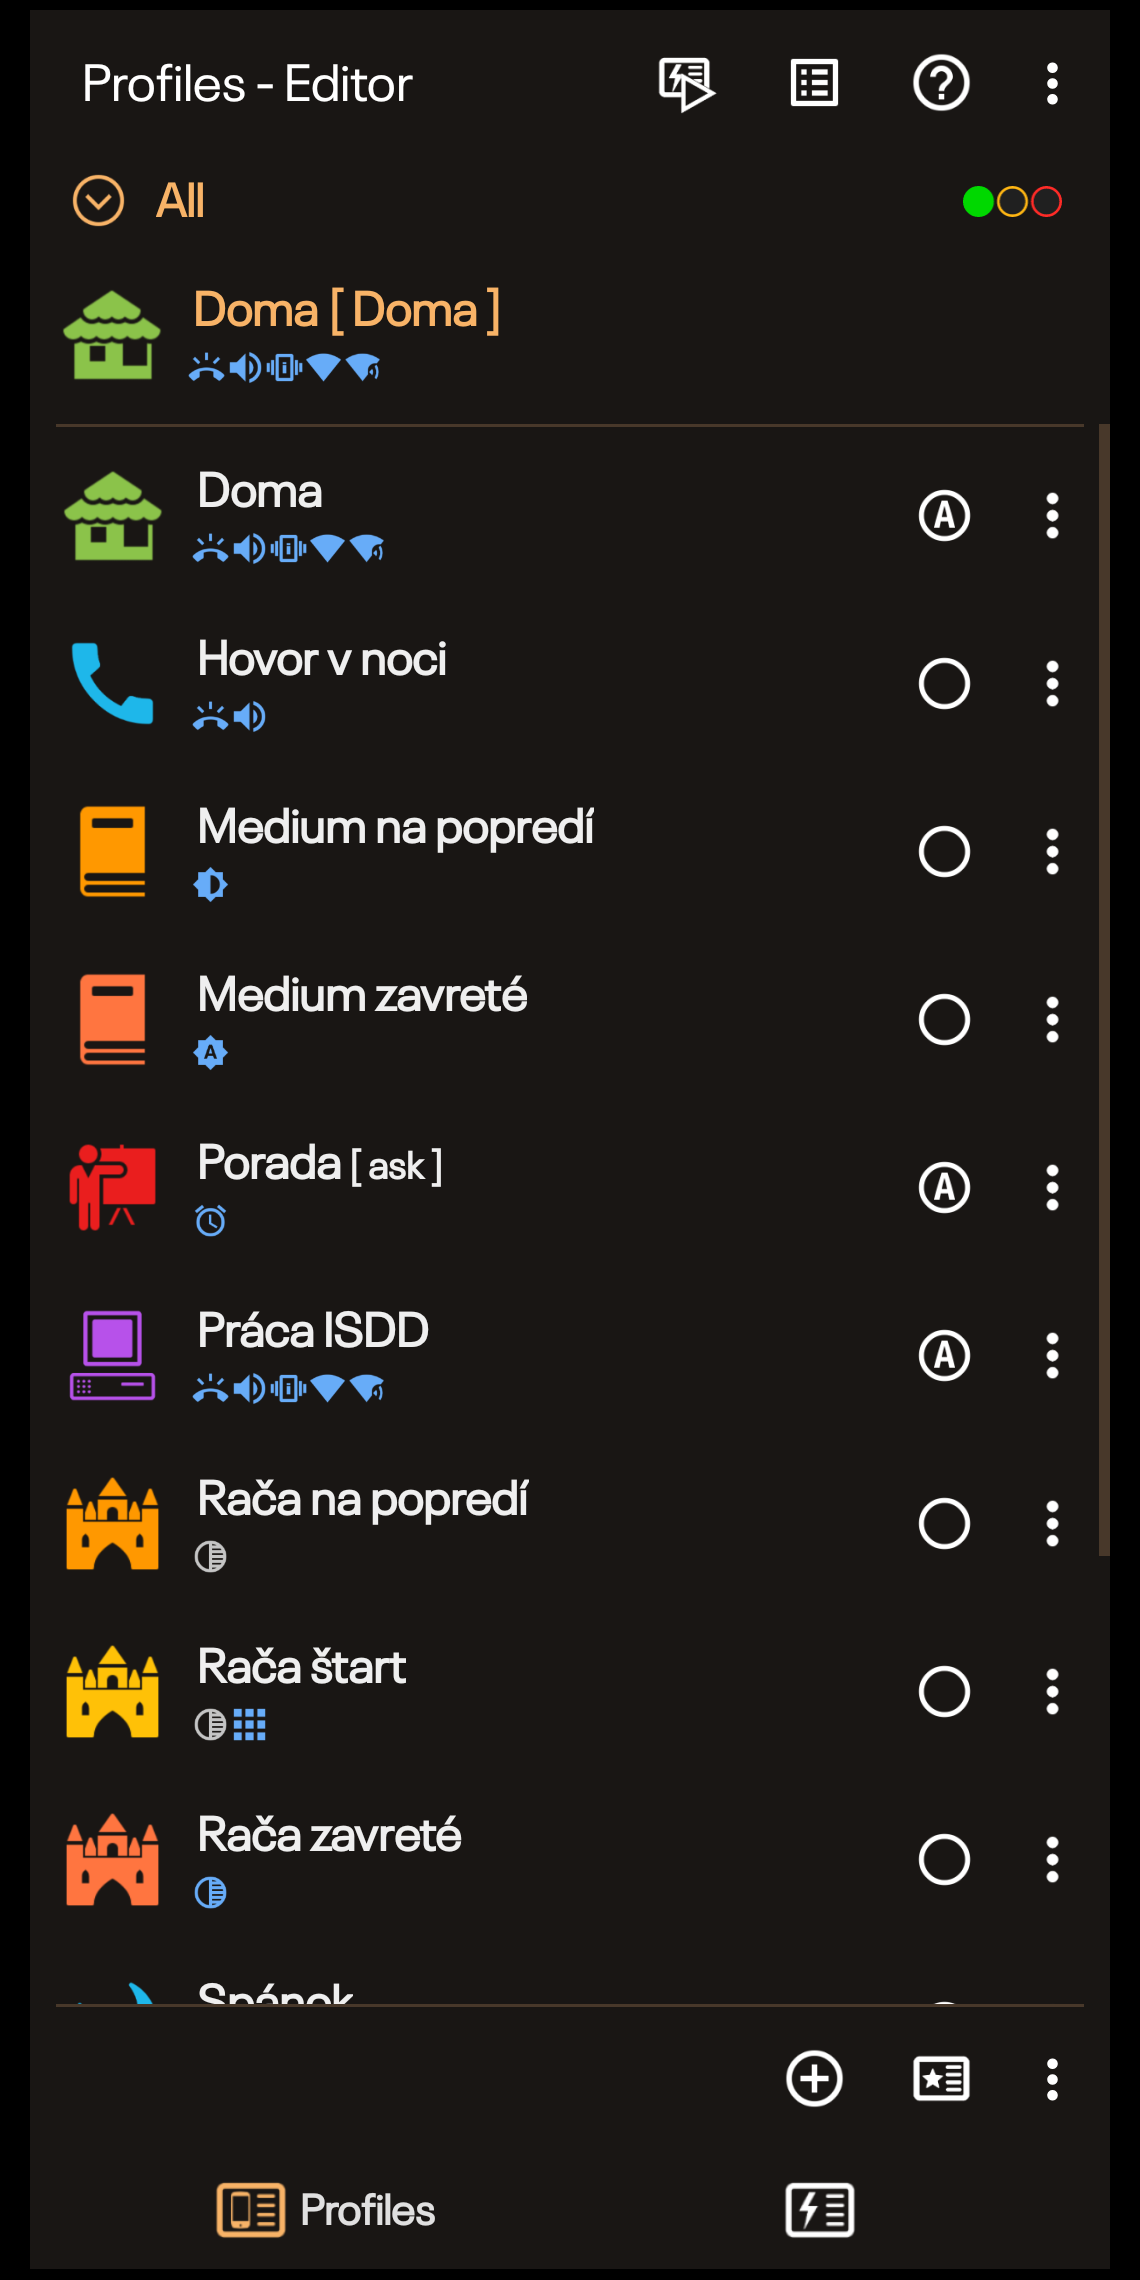 Profiles - Editor
All
Doma [ Doma ]
Doma
Hovor v noci
Medium na popredí
Medium zavreté
Porada [ ask ]
Práca ISDD
Rača na popredí
Rača štart
Rača zavreté
Spánok
Profiles